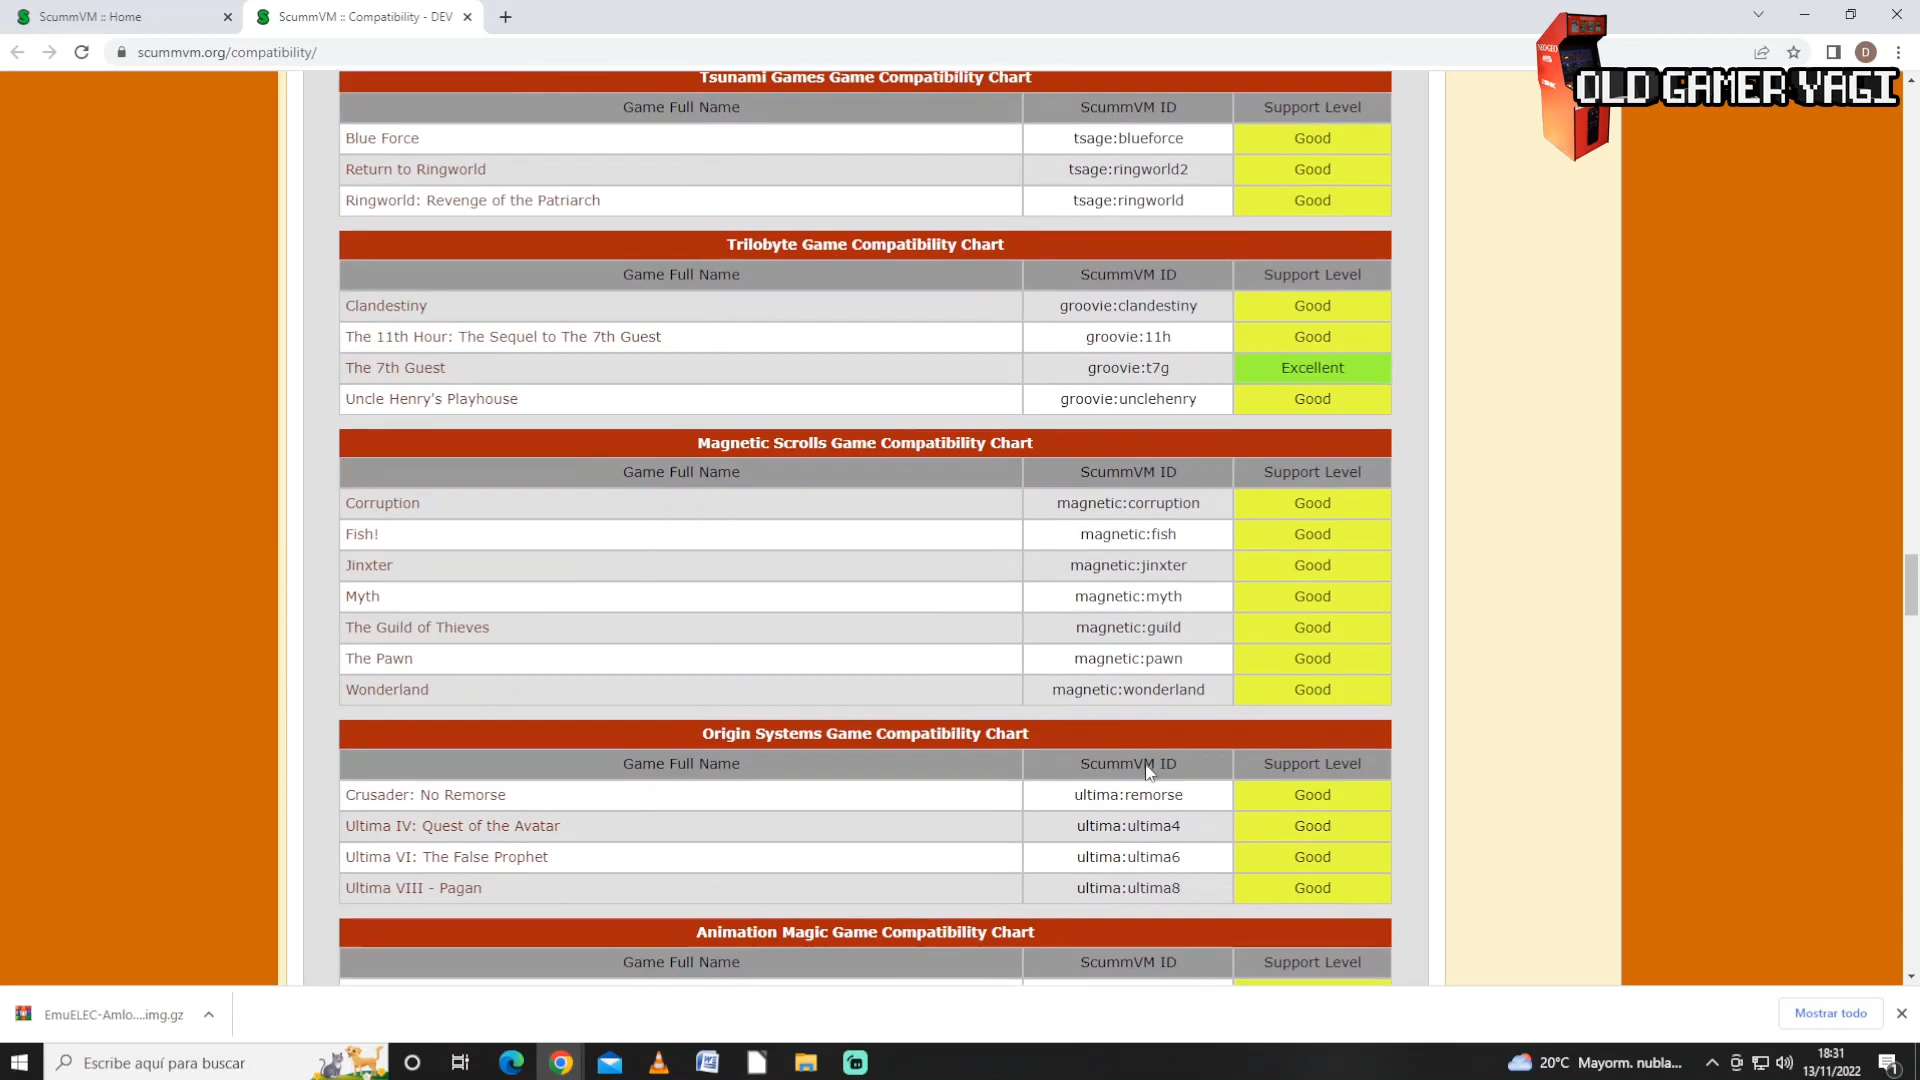 ScummVM :: Home
ScummVM :: Compatibility - DEV
scummvm.org/compatibility/
D
OLD GAMER YAGI
Tsunami Games Game Compatibility Chart
Game Full Name ScummVM ID Support Level
Blue Force tsage:blueforce Good
Return to Ringworld tsage:ringworld2 Good
Ringworld: Revenge of the Patriarch tsage:ringworld Good
Trilobyte Game Compatibility Chart
Game Full Name ScummVM ID Support Level
Clandestiny groovie:clandestiny Good
The 11th Hour: The Sequel to The 7th Guest groovie:11h Good
The 7th Guest groovie:t7g Excellent
Uncle Henry's Playhouse groovie:unclehenry Good
Magnetic Scrolls Game Compatibility Chart
Game Full Name ScummVM ID Support Level
Corruption magnetic:corruption Good
Fish! magnetic:fish Good
Jinxter magnetic:jinxter Good
Myth magnetic:myth Good
The Guild of Thieves magnetic:guild Good
The Pawn magnetic:pawn Good
Wonderland magnetic:wonderland Good
Origin Systems Game Compatibility Chart
Game Full Name ScummVM ID Support Level
Crusader: No Remorse ultima:remorse Good
Ultima IV: Quest of the Avatar ultima:ultima4 Good
Ultima VI: The False Prophet ultima:ultima6 Good
Ultima VIII - Pagan ultima:ultima8 Good
Animation Magic Game Compatibility Chart
Game Full Name ScummVM ID Support Level
EmuELEC-Amlo....img.gz
Mostrar todo
Escribe aquí para buscar
20°C Mayorm. nubla...
18:31
13/11/2022
1